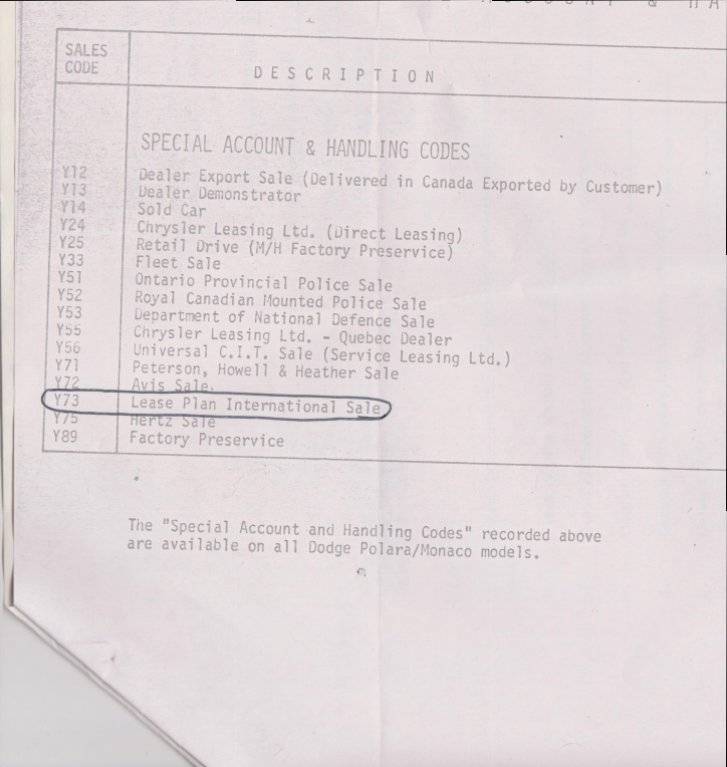 SALES
CODE
D E S C R I P T I O N
SPECIAL ACCOUNT & HANDLING CODES
Y12 Dealer Export Sale (Delivered in Canada Exported by Customer)
Y13 Dealer Demonstrator
Y14 Sold Car
Y24 Chrysler Leasing Ltd. (Direct Leasing)
Y25 Retail Drive (M/H Factory Preservice)
Y33 Fleet Sale
Y51 Ontario Provincial Police Sale
Y52 Royal Canadian Mounted Police Sale
Y53 Department of National Defence Sale
Y55 Chrysler Leasing Ltd. - Quebec Dealer
Y56 Universal C.I.T. Sale (Service Leasing Ltd.)
Y71 Peterson, Howell & Heather Sale
Y72 Avis Sale.
Y73 Lease Plan International Sale
Y75 Hertz Sale
Y89 Factory Preservice
The "Special Account and Handling Codes" recorded above
are available on all Dodge Polara/Monaco models.